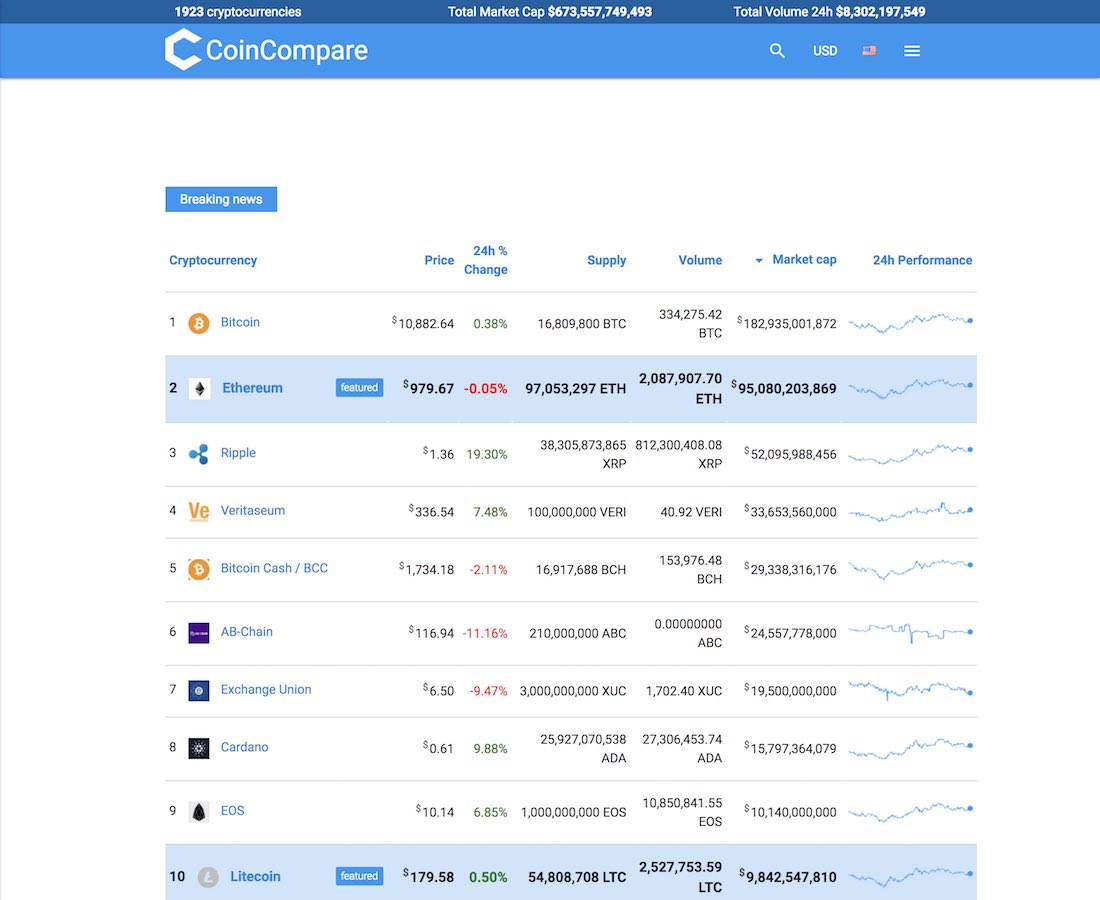 1923 cryptocurrencies Total Market Cap $673,557,749,493 Total Volume 24h $8,302,197,549
CoinCompare USD
Breaking news
Cryptocurrency Price 24h % Change Supply Volume Market cap 24h Performance
1 Bitcoin $10,882.64 0.38% 16,809,800 BTC 334,275.42 BTC $182,935,001,872
2 Ethereum featured $979.67 -0.05% 97,053,297 ETH 2,087,907.70 ETH $95,080,203,869
3 Ripple $1.36 19.30% 38,305,873,865 XRP 812,300,408.08 XRP $52,095,988,456
4 Ve Veritaseum $336.54 7.48% 100,000,000 VERI 40.92 VERI $33,653,560,000
5 Bitcoin Cash / BCC $1,734.18 -2.11% 16,917,688 BCH 153,976.48 BCH $29,338,316,176
6 AB-Chain $116.94 -11.16% 210,000,000 ABC 0.00000000 ABC $24,557,778,000
7 Exchange Union $6.50 -9.47% 3,000,000,000 XUC 1,702.40 XUC $19,500,000,000
8 Cardano $0.61 9.88% 25,927,070,538 ADA 27,306,453.74 ADA $15,797,364,079
9 EOS $10.14 6.85% 1,000,000,000 EOS 10,850,841.55 EOS $10,140,000,000
10 Litecoin featured $179.58 0.50% 54,808,708 LTC 2,527,753.59 LTC $9,842,547,810